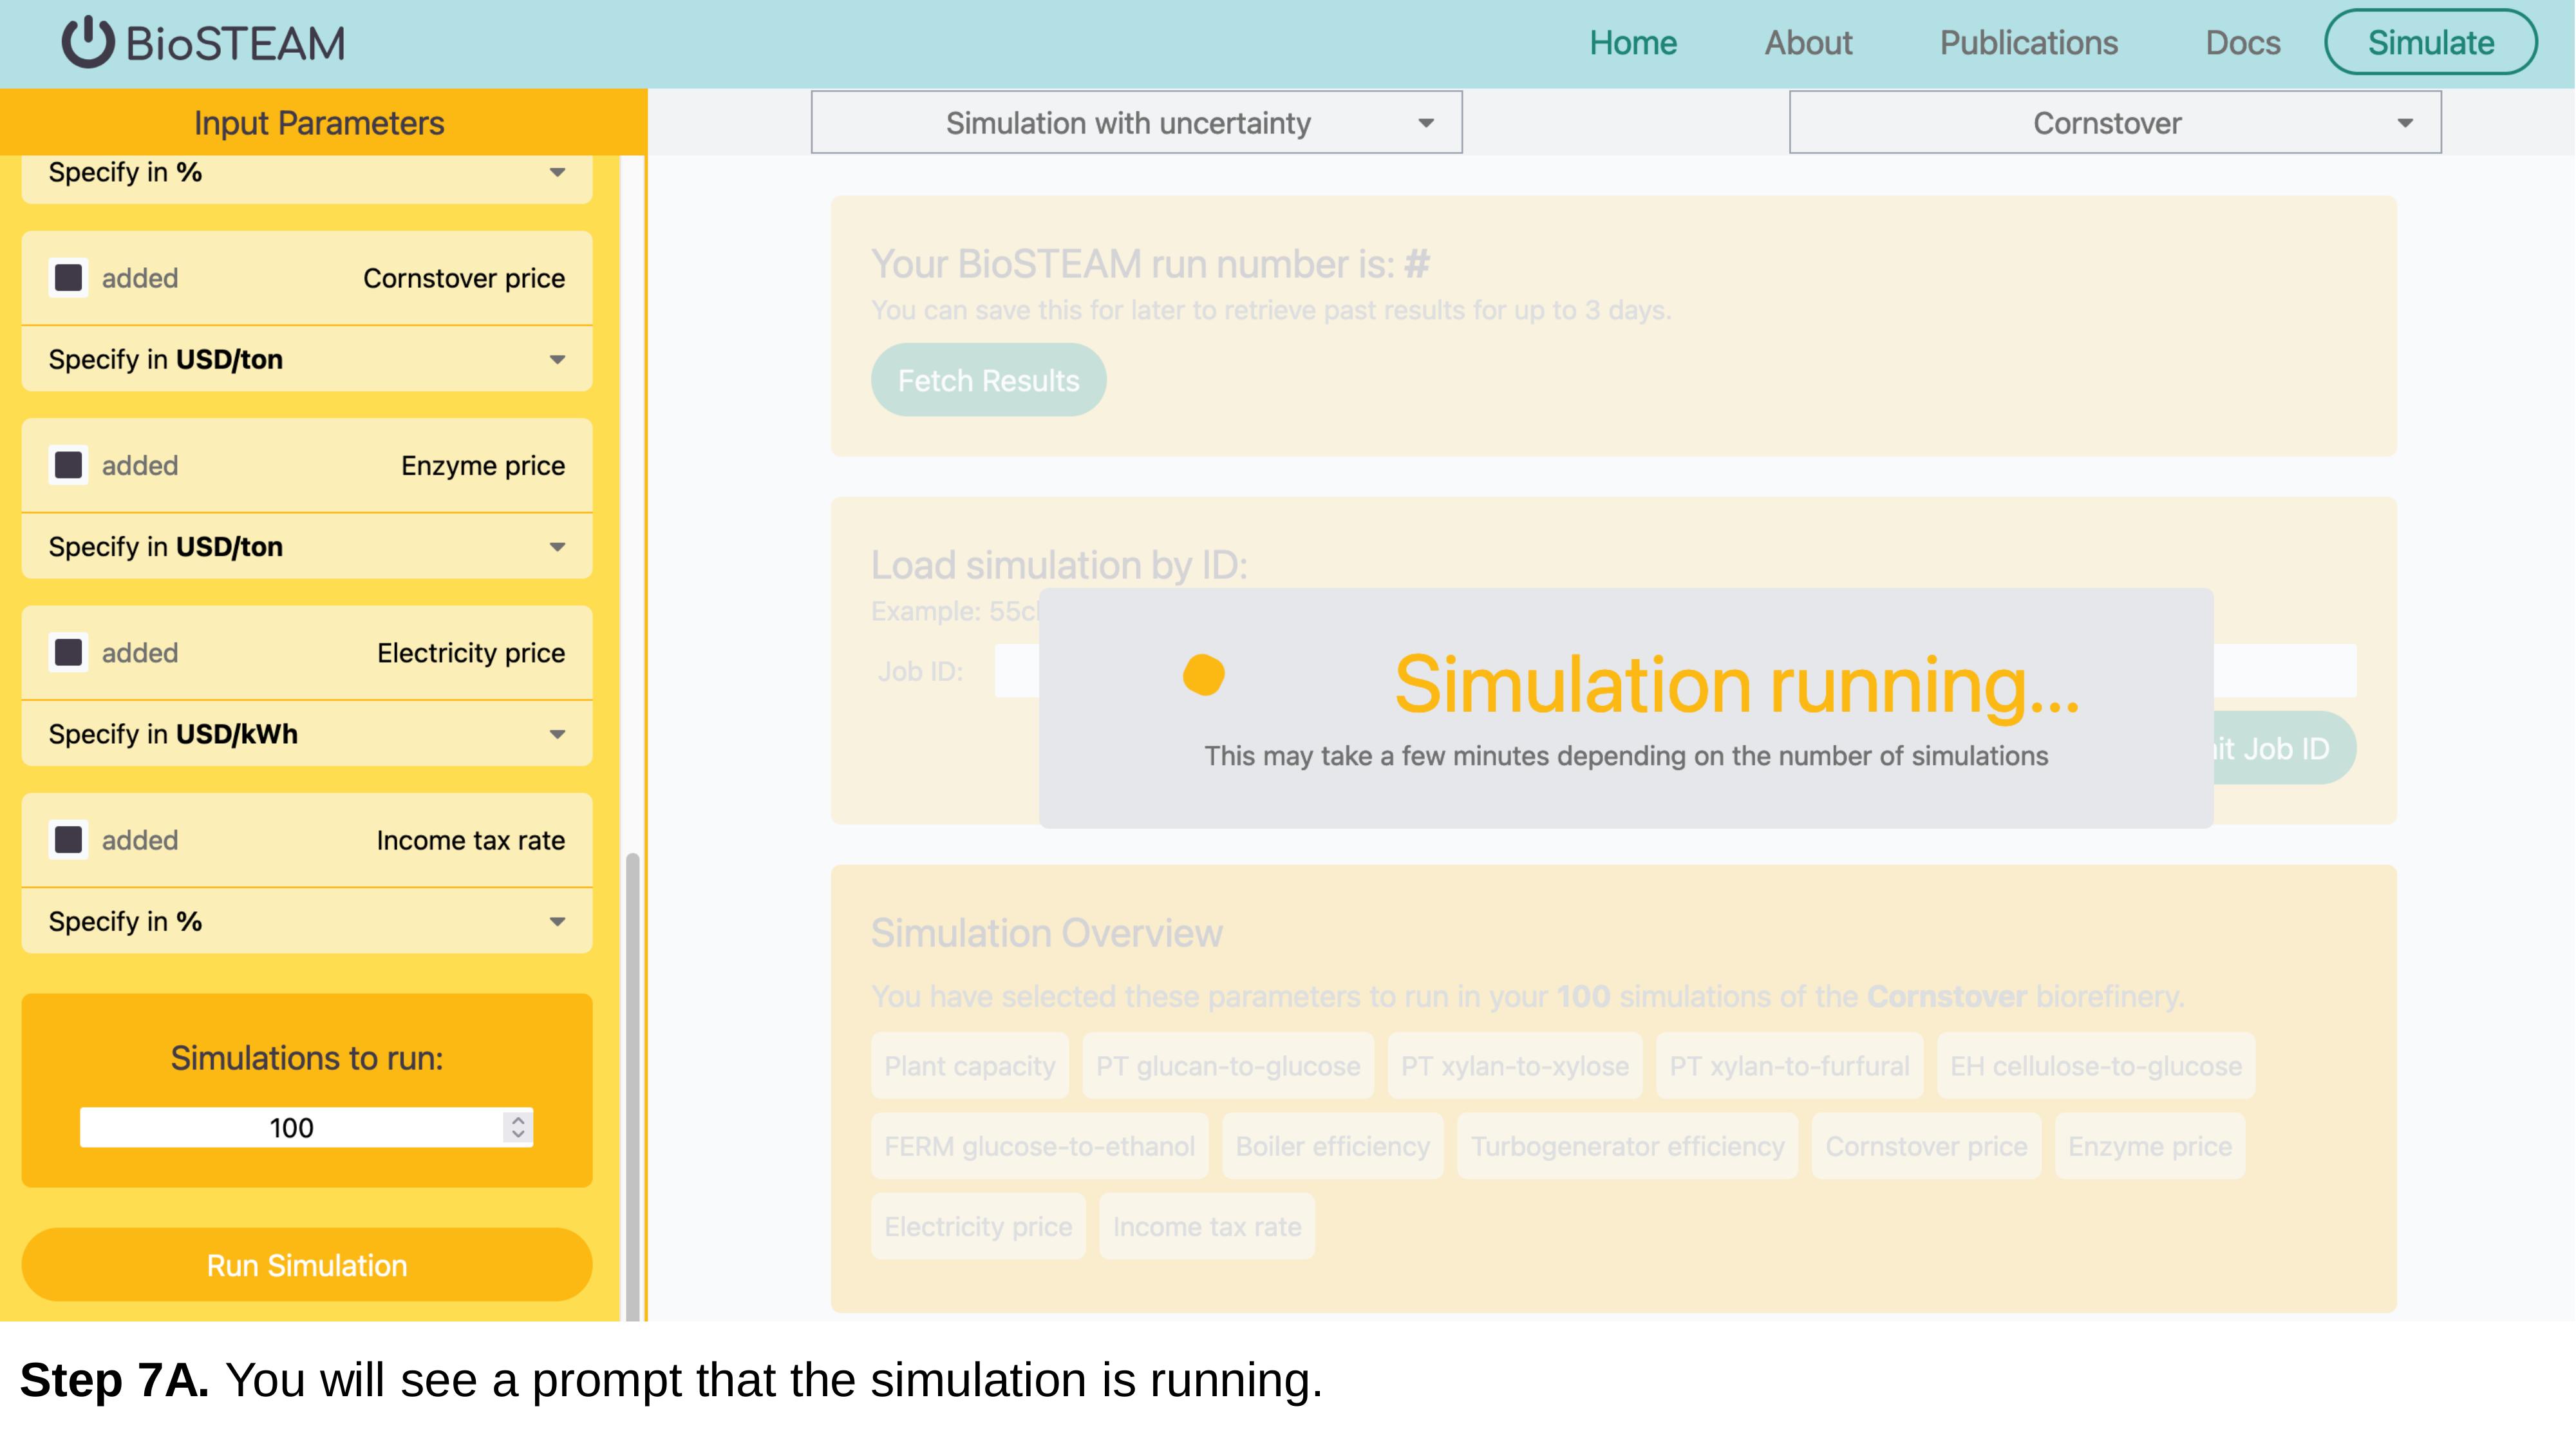 BioSTEAM
Home About Publications Docs Simulate
Input Parameters
Simulation with uncertainty
Cornstover
Specify in %
added Cornstover price
Specify in USD/ton
added Enzyme price
Specify in USD/ton
added Electricity price
Specify in USD/kWh
added Income tax rate
Specify in %
Simulations to run:
100
Run Simulation
Your BioSTEAM run number is: #
You can save this for later to retrieve past results for up to 3 days.
Fetch Results
Load simulation by ID:
Example:
Job ID:
Job ID
Simulation running...
This may take a few minutes depending on the number of simulations
Simulation Overview
You have selected these parameters to run in your 100 simulations of the Cornstover biorefinery.
Plant capacity PT glucan-to-glucose PT xylan-to-xylose PT xylan-to-furfural EH cellulose-to-glucose
FERM glucose-to-ethanol Boiler efficiency Turbogenerator efficiency Cornstover price Enzyme price
Electricity price Income tax rate
Step 7A. You will see a prompt that the simulation is running.